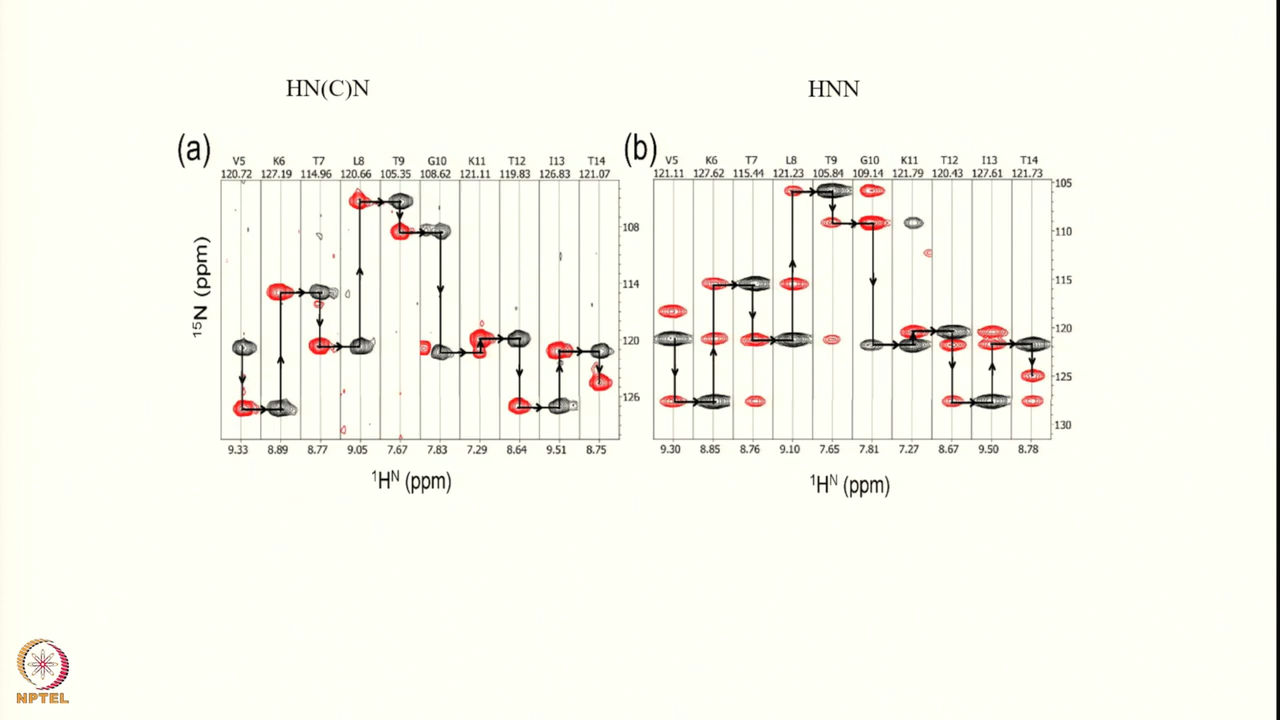 HN(C)N HNN
(a) (b)
V5 K6 T7 L8 T9 G10 K11 T12 I13 T14
120.72 127.19 114.96 120.66 105.35 108.62 121.11 119.83 126.83 121.07
108
114
120
126
9.33 8.89 8.77 9.05 7.67 7.83 7.29 8.64 9.51 8.75
¹⁵N (ppm)
¹Hᴺ (ppm)
V5 K6 T7 L8 T9 G10 K11 T12 I13 T14
121.11 127.62 115.44 121.23 105.84 109.14 121.79 120.43 127.61 121.73
105
110
115
120
125
130
9.30 8.85 8.76 9.10 7.65 7.81 7.27 8.67 9.50 8.78
¹Hᴺ (ppm)
NPTEL